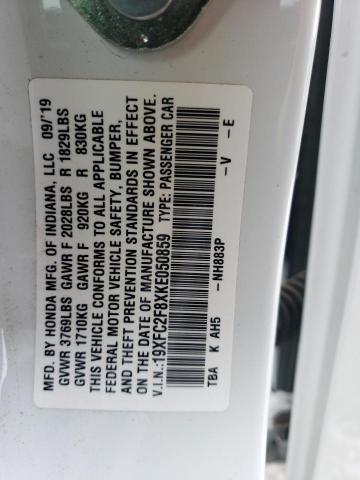 MFD. BY HONDA MFG. OF INDIANA, LLC 09/'19
GVWR 3769LBS GAWR F 2028LBS R 1829LBS
GVWR 1710KG GAWR F 920KG R 830KG
THIS VEHICLE CONFORMS TO ALL APPLICABLE
FEDERAL MOTOR VEHICLE SAFETY, BUMPER,
AND THEFT PREVENTION STANDARDS IN EFFECT
ON THE DATE OF MANUFACTURE SHOWN ABOVE.
V.I.N.:19XFC2F8XKE050859 TYPE: PASSENGER CAR
TBA K AH5 -NH883P -V -E